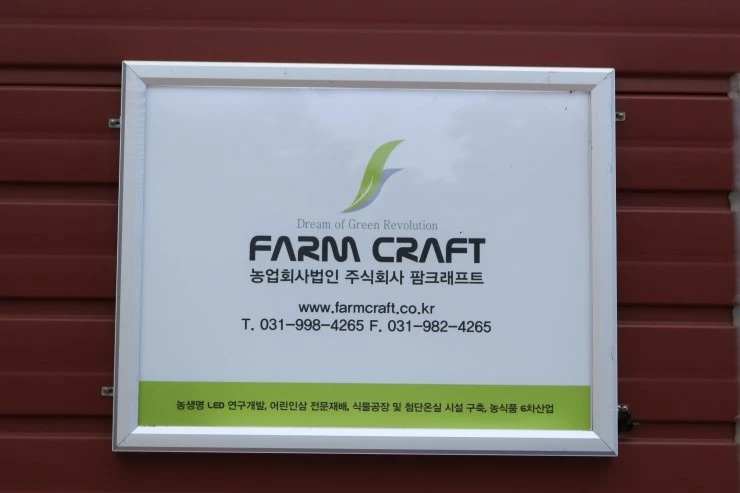 Dream of Green Revolution
FARM CRAFT
농업회사법인 주식회사 팜크래프트
www.farmcraft.co.kr
T. 031-998-4265 F. 031-982-4265
농생명 LED 연구개발, 어린인삼 전문재배, 식물공장 및 첨단온실 시설 구축, 농식품 6차산업